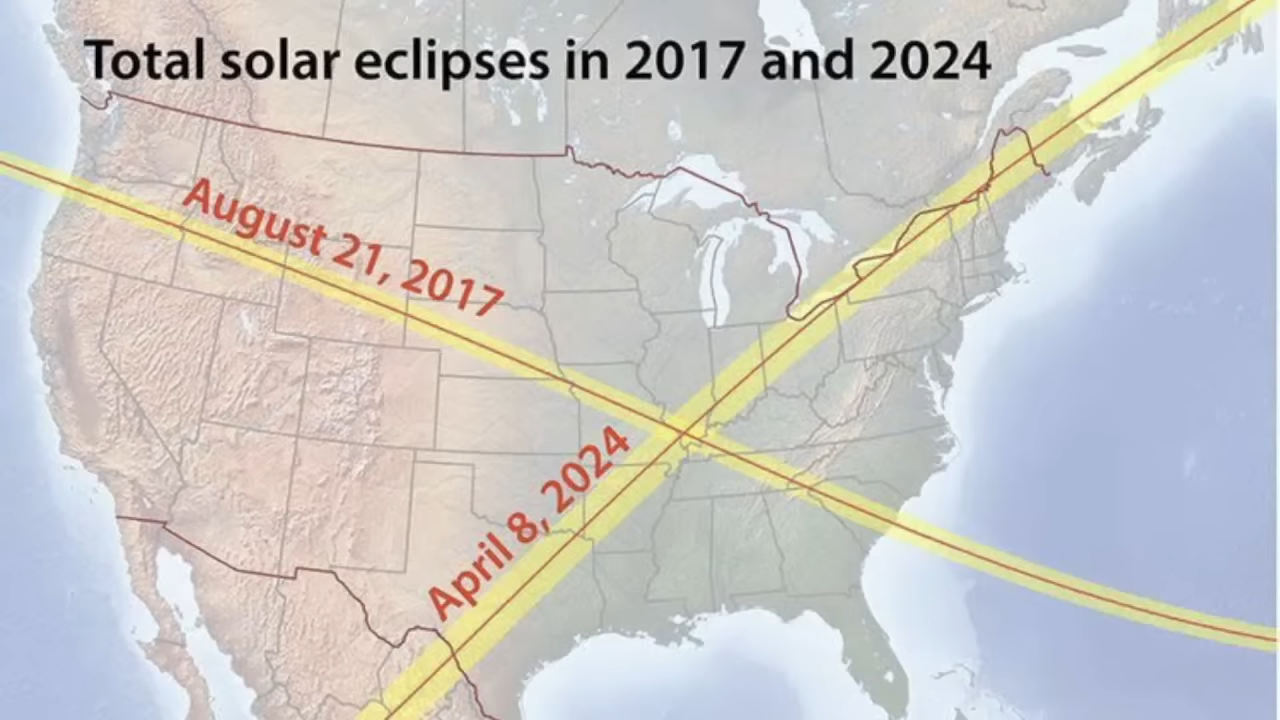 Total solar eclipses in 2017 and 2024
August 21, 2017
April 8, 2024